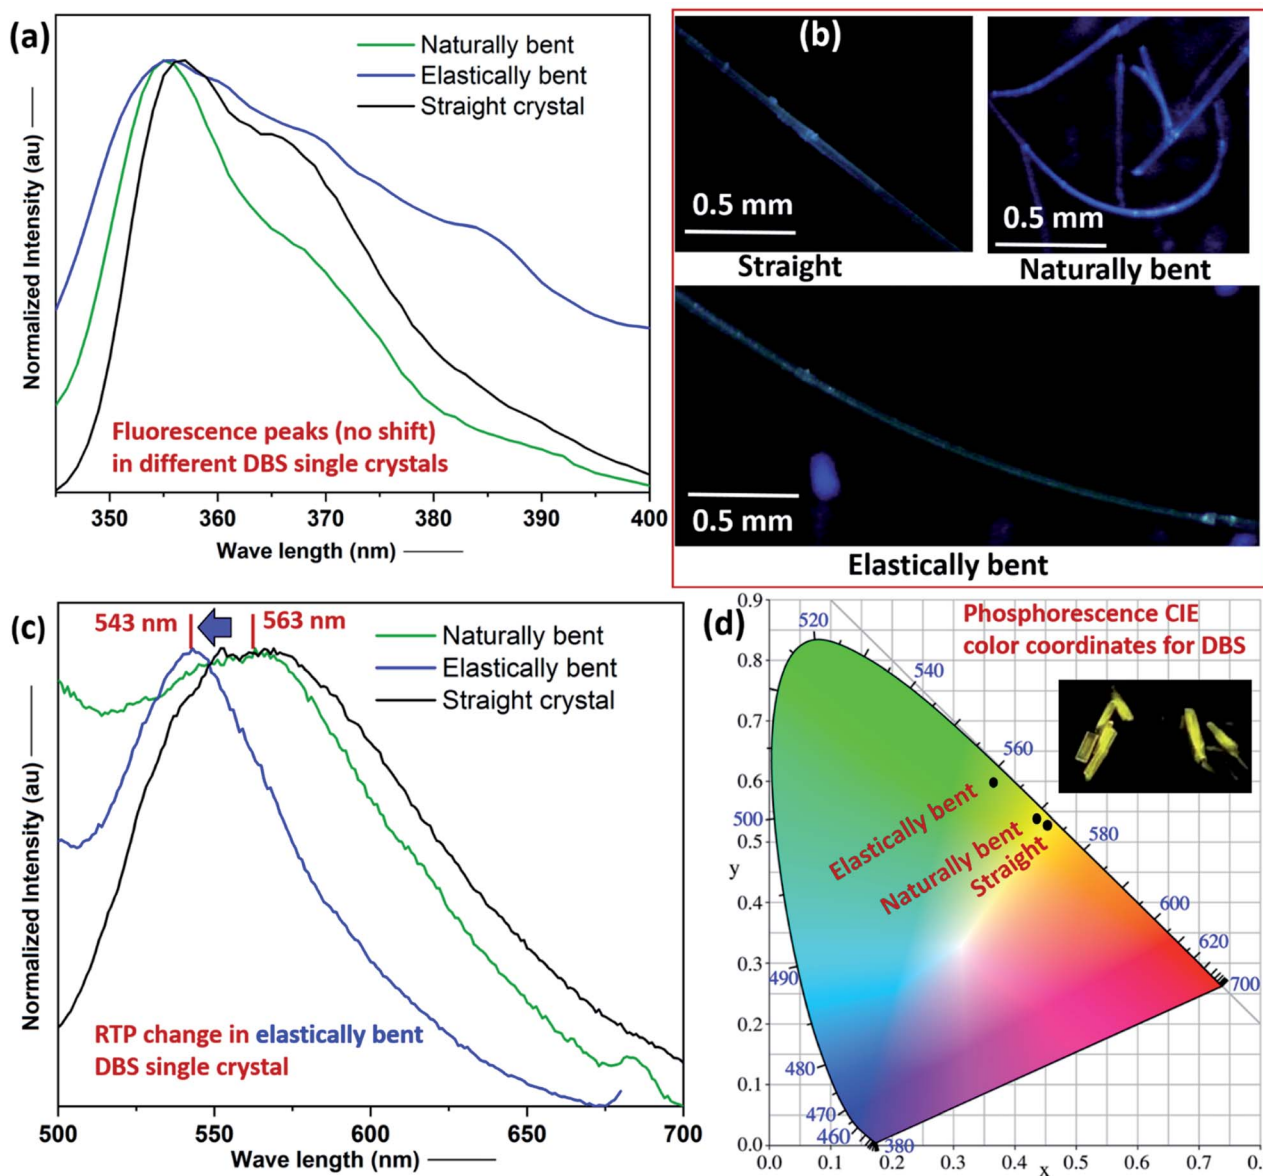 (a)
Naturally bent
Elastically bent
Straight crystal
Normalized Intensity (au)
Fluorescence peaks (no shift)
in different DBS single crystals
350 360 370 380 390 400
Wave length (nm)
(b)
0.5 mm
Straight
0.5 mm
Naturally bent
0.5 mm
Elastically bent
(c)
543 nm
563 nm
Naturally bent
Elastically bent
Straight crystal
Normalized Intensity (au)
RTP change in elastically bent
DBS single crystal
500 550 600 650 700
Wave length (nm)
(d)
Phosphorescence CIE
color coordinates for DBS
0.9
0.8
0.7
0.6
0.5
0.4
0.3
0.2
0.1
0.0
y
520
540
560
580
600
620
700
500
490
480
470
460
380
Elastically bent
Naturally bent
Straight
0.0 0.1 0.2 0.3 0.4 0.5 0.6 0.7
x